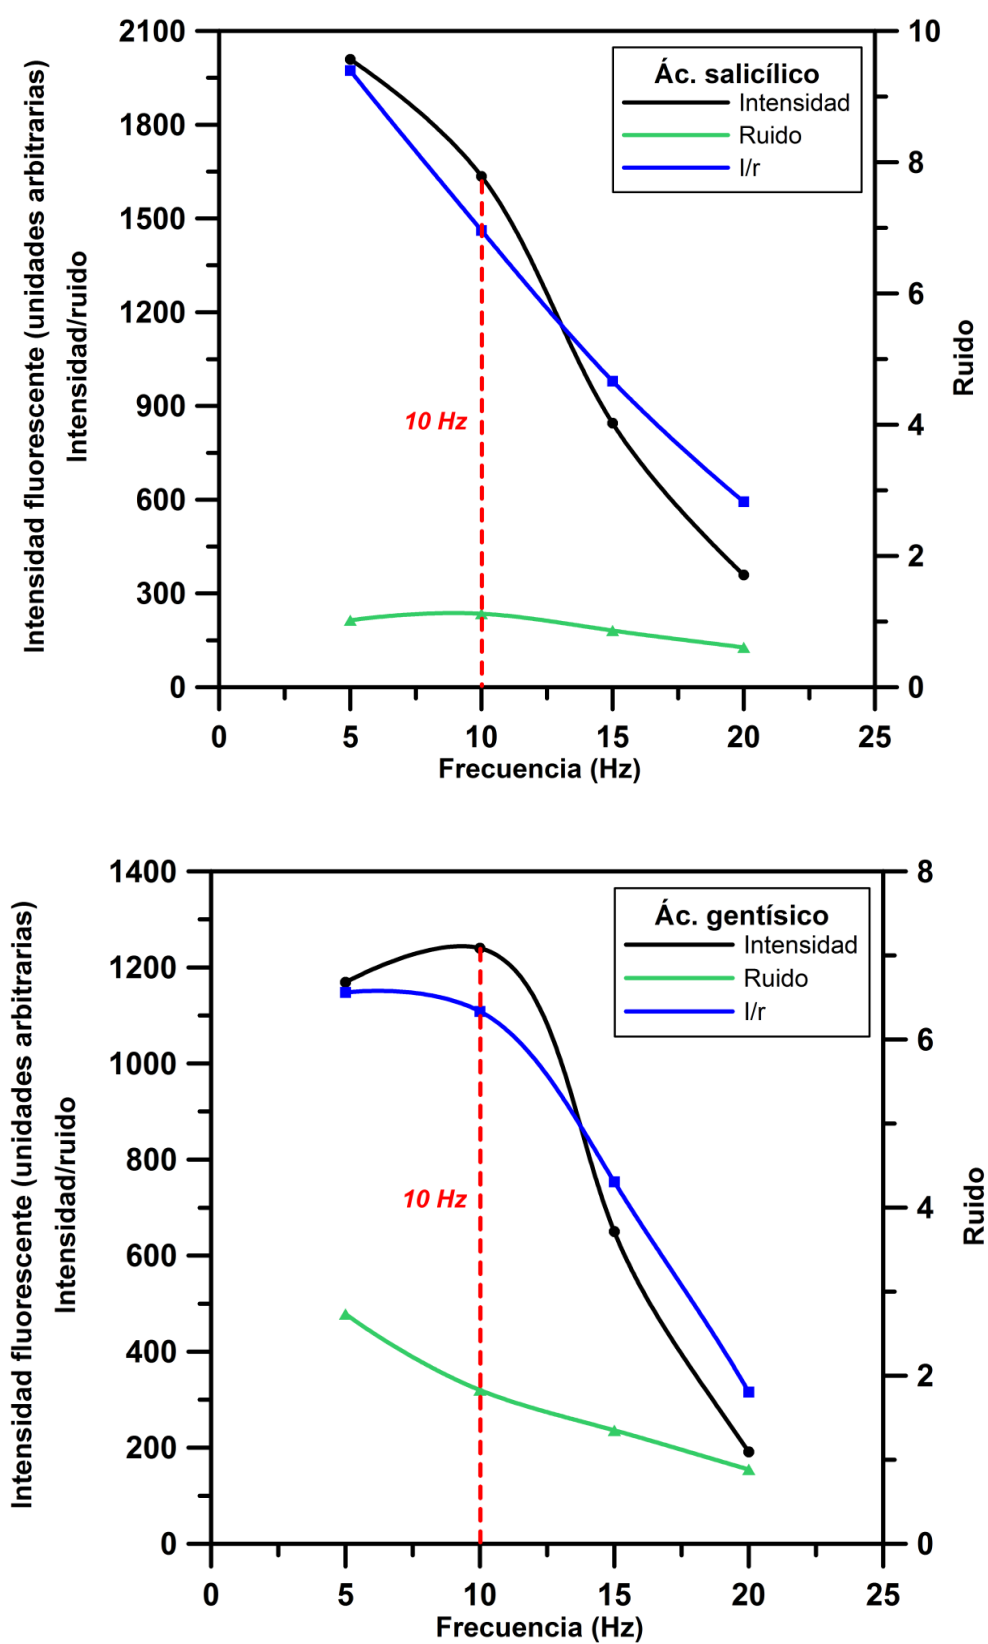 Intensidad fluorescente (unidades arbitrarias)
Intensidad/ruido
2100
1800
1500
1200
900
600
300
0
10
8
6
4
2
0
Ruido
Ác. salicílico
Intensidad
Ruido
I/r
10 Hz
0 5 10 15 20 25
Frecuencia (Hz)
Intensidad fluorescente (unidades arbitrarias)
Intensidad/ruido
1400
1200
1000
800
600
400
200
0
8
6
4
2
0
Ruido
Ác. gentísico
Intensidad
Ruido
I/r
10 Hz
0 5 10 15 20 25
Frecuencia (Hz)